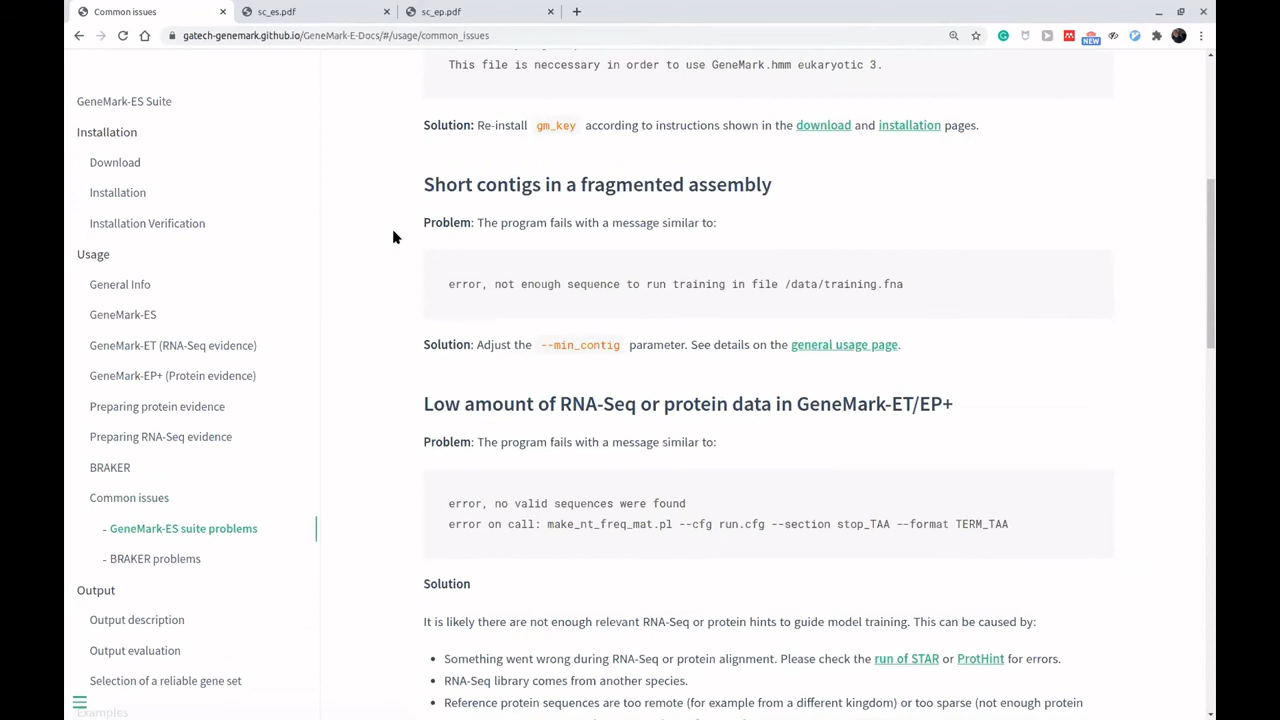 Common issues
sc_es.pdf
sc_ep.pdf
gatech-genemark.github.io/GeneMark-E-Docs/#/usage/common_issues
NEW
GeneMark-ES Suite
Installation
Download
Installation
Installation Verification
Usage
General Info
GeneMark-ES
GeneMark-ET (RNA-Seq evidence)
GeneMark-EP+ (Protein evidence)
Preparing protein evidence
Preparing RNA-Seq evidence
BRAKER
Common issues
- GeneMark-ES suite problems
- BRAKER problems
Output
Output description
Output evaluation
Selection of a reliable gene set
Examples
This file is neccessary in order to use GeneMark.hmm eukaryotic 3.
Solution: Re-install gm_key according to instructions shown in the download and installation pages.
Short contigs in a fragmented assembly
Problem: The program fails with a message similar to:
error, not enough sequence to run training in file /data/training.fna
Solution: Adjust the --min_contig parameter. See details on the general usage page.
Low amount of RNA-Seq or protein data in GeneMark-ET/EP+
Problem: The program fails with a message similar to:
error, no valid sequences were found
error on call: make_nt_freq_mat.pl --cfg run.cfg --section stop_TAA --format TERM_TAA
Solution
It is likely there are not enough relevant RNA-Seq or protein hints to guide model training. This can be caused by:
• Something went wrong during RNA-Seq or protein alignment. Please check the run of STAR or ProtHint for errors.
• RNA-Seq library comes from another species.
• Reference protein sequences are too remote (for example from a different kingdom) or too sparse (not enough protein